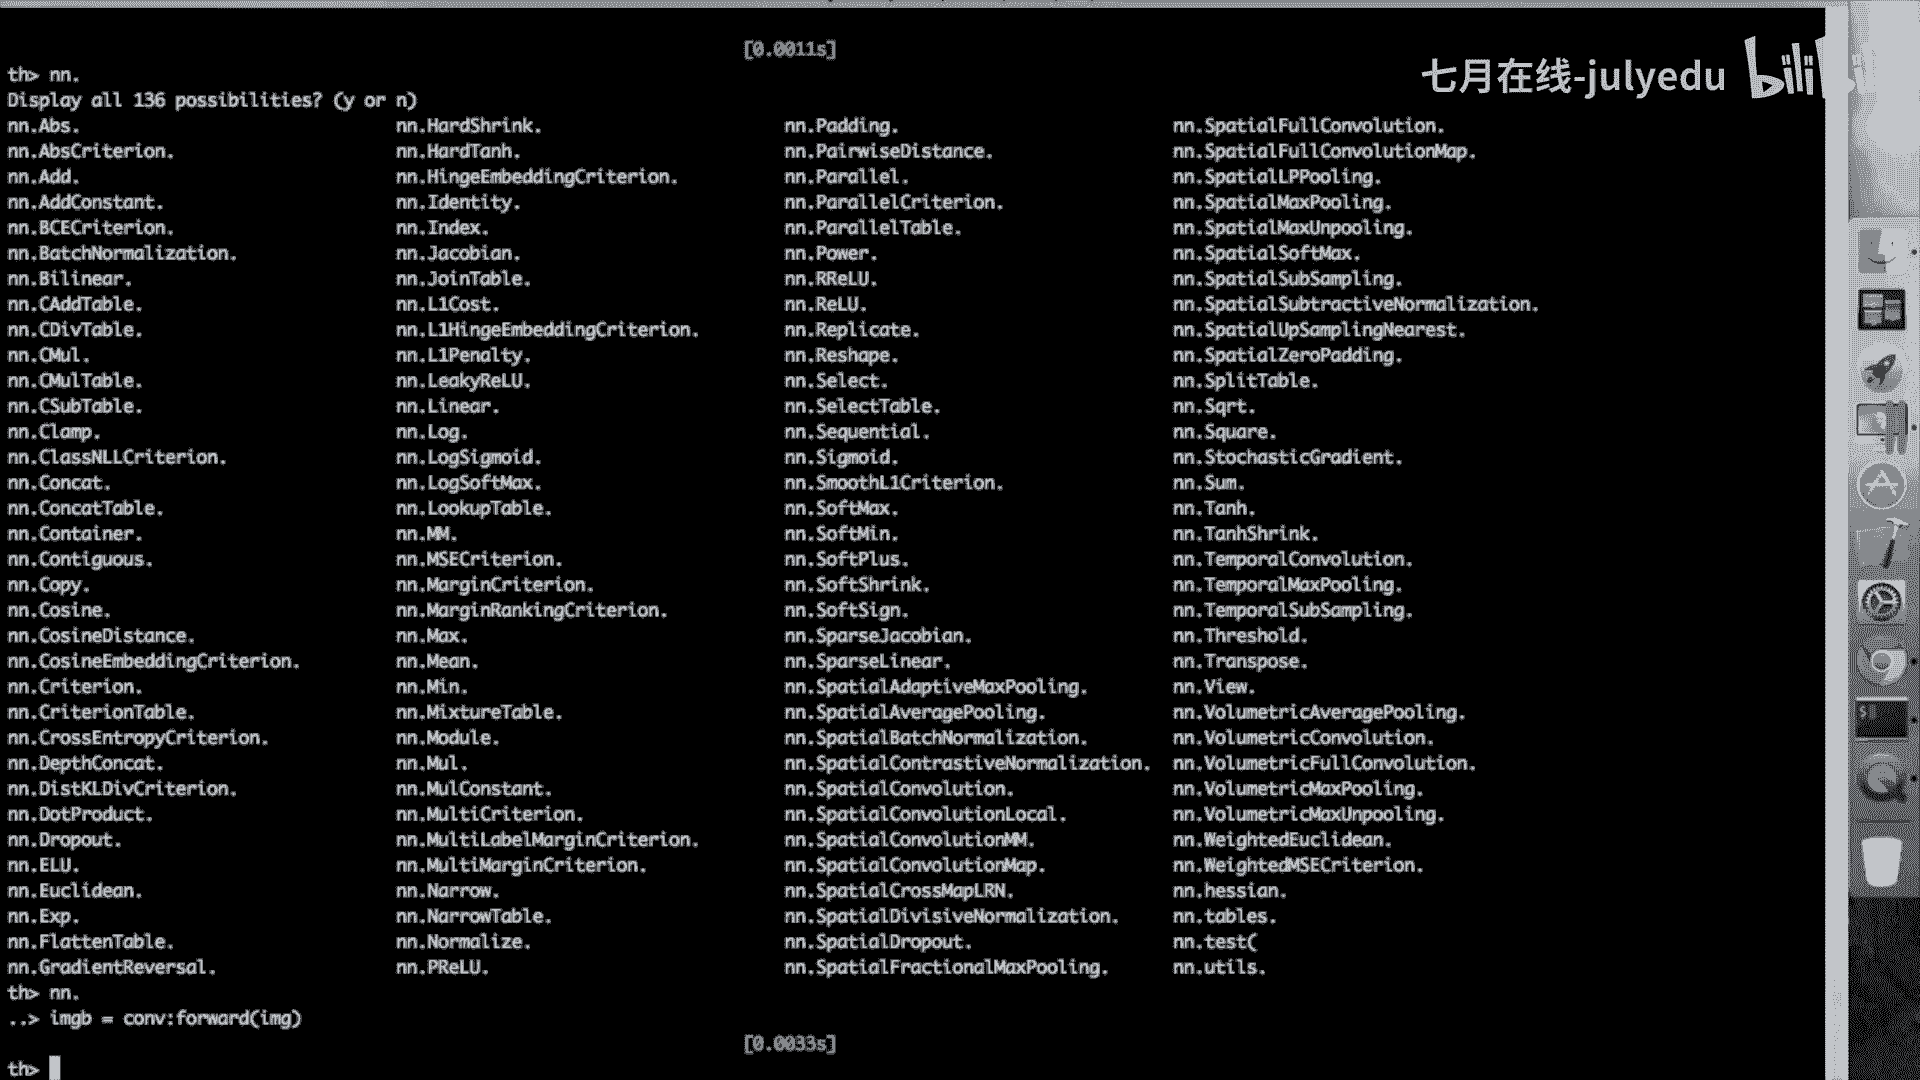 [0.0011s]
th> nn.
七月在线-julyedu bilibili
Display all 136 possibilities? (y or n)
nn.Abs. nn.HardShrink. nn.Padding. nn.SpatialFullConvolution.
nn.AbsCriterion. nn.HardTanh. nn.PairwiseDistance. nn.SpatialFullConvolutionMap.
nn.Add. nn.HingeEmbeddingCriterion. nn.Parallel. nn.SpatialLPPooling.
nn.AddConstant. nn.Identity. nn.ParallelCriterion. nn.SpatialMaxPooling.
nn.BCECriterion. nn.Index. nn.ParallelTable. nn.SpatialMaxUnpooling.
nn.BatchNormalization. nn.Jacobian. nn.Power. nn.SpatialSoftMax.
nn.Bilinear. nn.JoinTable. nn.RReLU. nn.SpatialSubSampling.
nn.CAddTable. nn.L1Cost. nn.ReLU. nn.SpatialSubtractiveNormalization.
nn.CDivTable. nn.L1HingeEmbeddingCriterion. nn.Replicate. nn.SpatialUpSamplingNearest.
nn.CMul. nn.L1Penalty. nn.Reshape. nn.SpatialZeroPadding.
nn.CMulTable. nn.LeakyReLU. nn.Select. nn.SplitTable.
nn.CSubTable. nn.Linear. nn.SelectTable. nn.Sqrt.
nn.Clamp. nn.Log. nn.Sequential. nn.Square.
nn.ClassNLLCriterion. nn.LogSigmoid. nn.Sigmoid. nn.StochasticGradient.
nn.Concat. nn.LogSoftMax. nn.SmoothL1Criterion. nn.Sum.
nn.ConcatTable. nn.LookupTable. nn.SoftMax. nn.Tanh.
nn.Container. nn.MM. nn.SoftMin. nn.TanhShrink.
nn.Contiguous. nn.MSECriterion. nn.SoftPlus. nn.TemporalConvolution.
nn.Copy. nn.MarginCriterion. nn.SoftShrink. nn.TemporalMaxPooling.
nn.Cosine. nn.MarginRankingCriterion. nn.SoftSign. nn.TemporalSubSampling.
nn.CosineDistance. nn.Max. nn.SparseJacobian. nn.Threshold.
nn.CosineEmbeddingCriterion. nn.Mean. nn.SparseLinear. nn.Transpose.
nn.Criterion. nn.Min. nn.SpatialAdaptiveMaxPooling. nn.View.
nn.CriterionTable. nn.MixtureTable. nn.SpatialAveragePooling. nn.VolumetricAveragePooling.
nn.CrossEntropyCriterion. nn.Module. nn.SpatialBatchNormalization. nn.VolumetricConvolution.
nn.DepthConcat. nn.Mul. nn.SpatialContrastiveNormalization. nn.VolumetricFullConvolution.
nn.DistKLDivCriterion. nn.MulConstant. nn.SpatialConvolution. nn.VolumetricMaxPooling.
nn.DotProduct. nn.MultiCriterion. nn.SpatialConvolutionLocal. nn.VolumetricMaxUnpooling.
nn.Dropout. nn.MultiLabelMarginCriterion. nn.SpatialConvolutionMM. nn.WeightedEuclidean.
nn.ELU. nn.MultiMarginCriterion. nn.SpatialConvolutionMap. nn.WeightedMSECriterion.
nn.Euclidean. nn.Narrow. nn.SpatialCrossMapLRN. nn.hessian.
nn.Exp. nn.NarrowTable. nn.SpatialDivisiveNormalization. nn.tables.
nn.FlattenTable. nn.Normalize. nn.SpatialDropout. nn.test(
nn.GradientReversal. nn.PReLU. nn.SpatialFractionalMaxPooling. nn.utils.
th> nn.
..> imgb = conv:forward(img)
[0.0033s]
th>